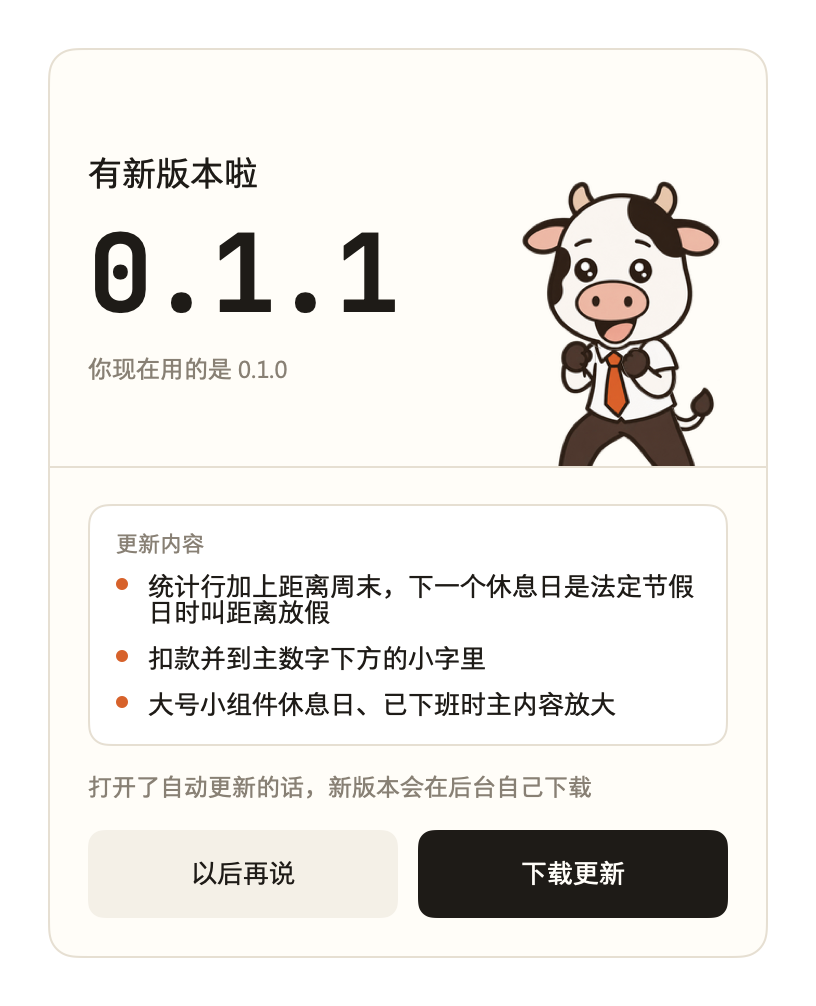 有新版本啦
0.1.1
你现在用的是 0.1.0
更新内容
统计行加上距离周末，下一个休息日是法定节假
日时叫距离放假
扣款并到主数字下方的小字里
大号小组件休息日、已下班时主内容放大
打开了自动更新的话，新版本会在后台自己下载
以后再说
下载更新